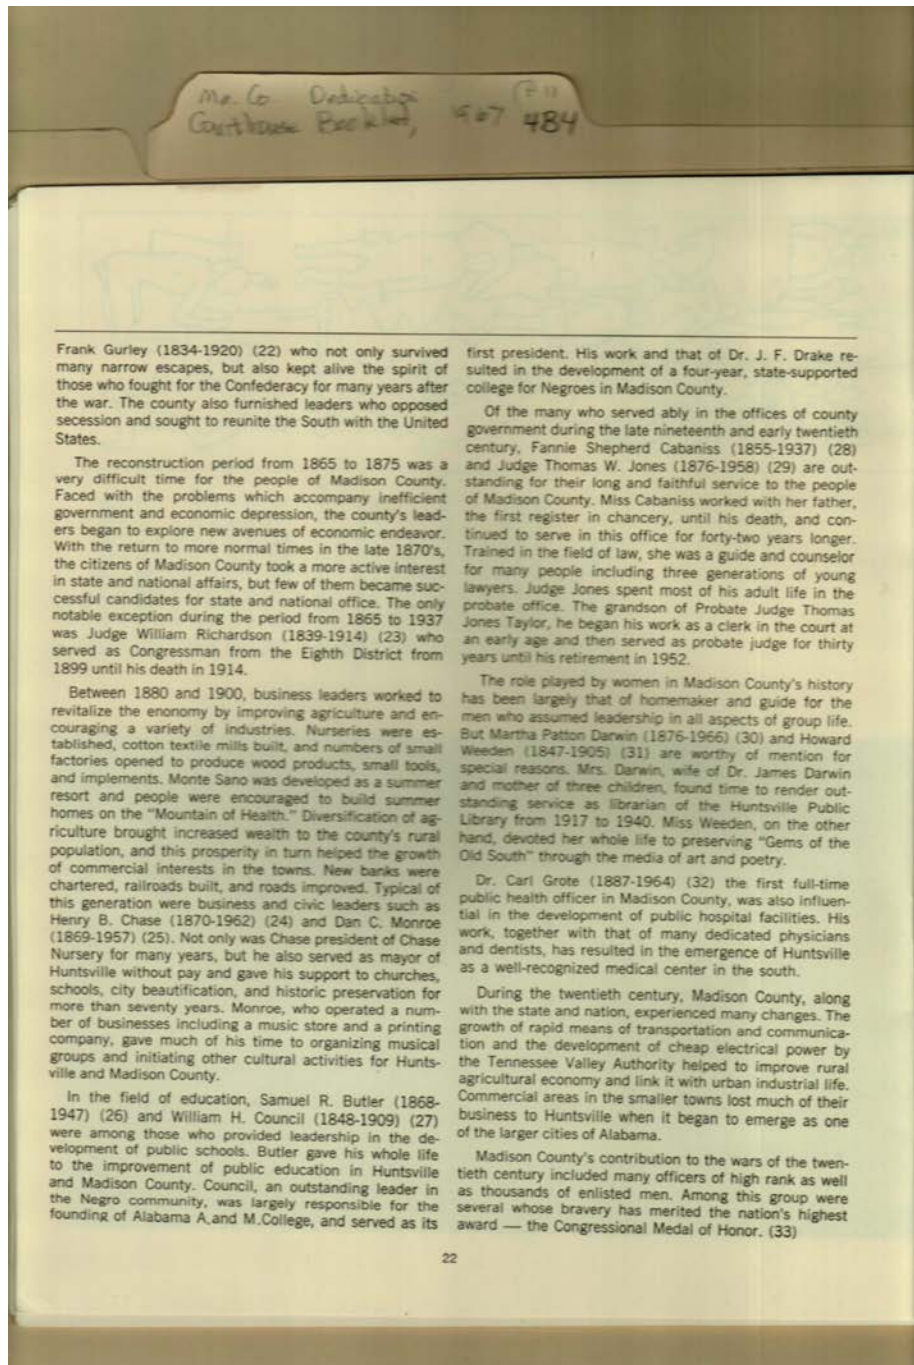 Ma. Co Dedication
Courthouse Booklet, 1967 484
Frank Gurley (1834-1920) (22) who not only survived
many narrow escapes, but also kept alive the spirit of
those who fought for the Confederacy for many years after
the war. The county also furnished leaders who opposed
secession and sought to reunite the South with the United
States.
The reconstruction period from 1865 to 1875 was a
very difficult time for the people of Madison County.
Faced with the problems which accompany inefficient
government and economic depression, the county's lead-
ers began to explore new avenues of economic endeavor.
With the return to more normal times in the late 1870's,
the citizens of Madison County took a more active interest
in state and national affairs, but few of them became suc-
cessful candidates for state and national office. The only
notable exception during the period from 1865 to 1937
was Judge William Richardson (1839-1914) (23) who
served as Congressman from the Eighth District from
1899 until his death in 1914.
Between 1880 and 1900, business leaders worked to
revitalize the enonomy by improving agriculture and en-
couraging a variety of industries. Nurseries were es-
tablished, cotton textile mills built, and numbers of small
factories opened to produce wood products, small tools,
and implements. Monte Sano was developed as a summer
resort and people were encouraged to build summer
homes on the "Mountain of Health." Diversification of ag-
riculture brought increased wealth to the county's rural
population, and this prosperity in turn helped the growth
of commercial interests in the towns. New banks were
chartered, railroads built, and roads improved. Typical of
this generation were business and civic leaders such as
Henry B. Chase (1870-1962) (24) and Dan C. Monroe
(1869-1957) (25). Not only was Chase president of Chase
Nursery for many years, but he also served as mayor of
Huntsville without pay and gave his support to churches,
schools, city beautification, and historic preservation for
more than seventy years. Monroe, who operated a num-
ber of businesses including a music store and a printing
company, gave much of his time to organizing musical
groups and initiating other cultural activities for Hunts-
ville and Madison County.
In the field of education, Samuel R. Butler (1868-
1947) (26) and William H. Council (1848-1909) (27)
were among those who provided leadership in the de-
velopment of public schools. Butler gave his whole life
to the improvement of public education in Huntsville
and Madison County. Council, an outstanding leader in
the Negro community, was largely responsible for the
founding of Alabama A.and M.College, and served as its
first president. His work and that of Dr. J. F. Drake re-
sulted in the development of a four-year, state-supported
college for Negroes in Madison County.
Of the many who served ably in the offices of county
government during the late nineteenth and early twentieth
century, Fannie Shepherd Cabaniss (1855-1937) (28)
and Judge Thomas W. Jones (1876-1958) (29) are out-
standing for their long and faithful service to the people
of Madison County. Miss Cabaniss worked with her father,
the first register in chancery, until his death, and con-
tinued to serve in this office for forty-two years longer.
Trained in the field of law, she was a guide and counselor
for many people including three generations of young
lawyers. Judge Jones spent most of his adult life in the
probate office. The grandson of Probate Judge Thomas
Jones Taylor, he began his work as a clerk in the court at
an early age and then served as probate judge for thirty
years until his retirement in 1952.
The role played by women in Madison County's history
has been largely that of homemaker and guide for the
men who assumed leadership in all aspects of group life.
But Martha Patton Darwin (1876-1966) (30) and Howard
Weeden (1847-1905) (31) are worthy of mention for
special reasons. Mrs. Darwin, wife of Dr. James Darwin
and mother of three children, found time to render out-
standing service as librarian of the Huntsville Public
Library from 1917 to 1940. Miss Weeden, on the other
hand, devoted her whole life to preserving "Gems of the
Old South" through the media of art and poetry.
Dr. Carl Grote (1887-1964) (32) the first full-time
public health officer in Madison County, was also influen-
tial in the development of public hospital facilities. His
work, together with that of many dedicated physicians
and dentists, has resulted in the emergence of Huntsville
as a well-recognized medical center in the south.
During the twentieth century, Madison County, along
with the state and nation, experienced many changes. The
growth of rapid means of transportation and communica-
tion and the development of cheap electrical power by
the Tennessee Valley Authority helped to improve rural
agricultural economy and link it with urban industrial life.
Commercial areas in the smaller towns lost much of their
business to Huntsville when it began to emerge as one
of the larger cities of Alabama.
Madison County's contribution to the wars of the twen-
tieth century included many officers of high rank as well
as thousands of enlisted men. Among this group were
several whose bravery has merited the nation's highest
award — the Congressional Medal of Honor. (33)
22